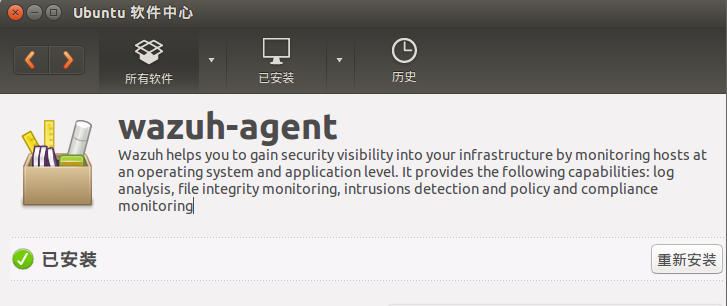 Ubuntu 软件中心
所有软件
已安装
历史
wazuh-agent
Wazuh helps you to gain security visibility into your infrastructure by monitoring hosts at
an operating system and application level. It provides the following capabilities: log
analysis, file integrity monitoring, intrusions detection and policy and compliance
monitoring
已安装
重新安装